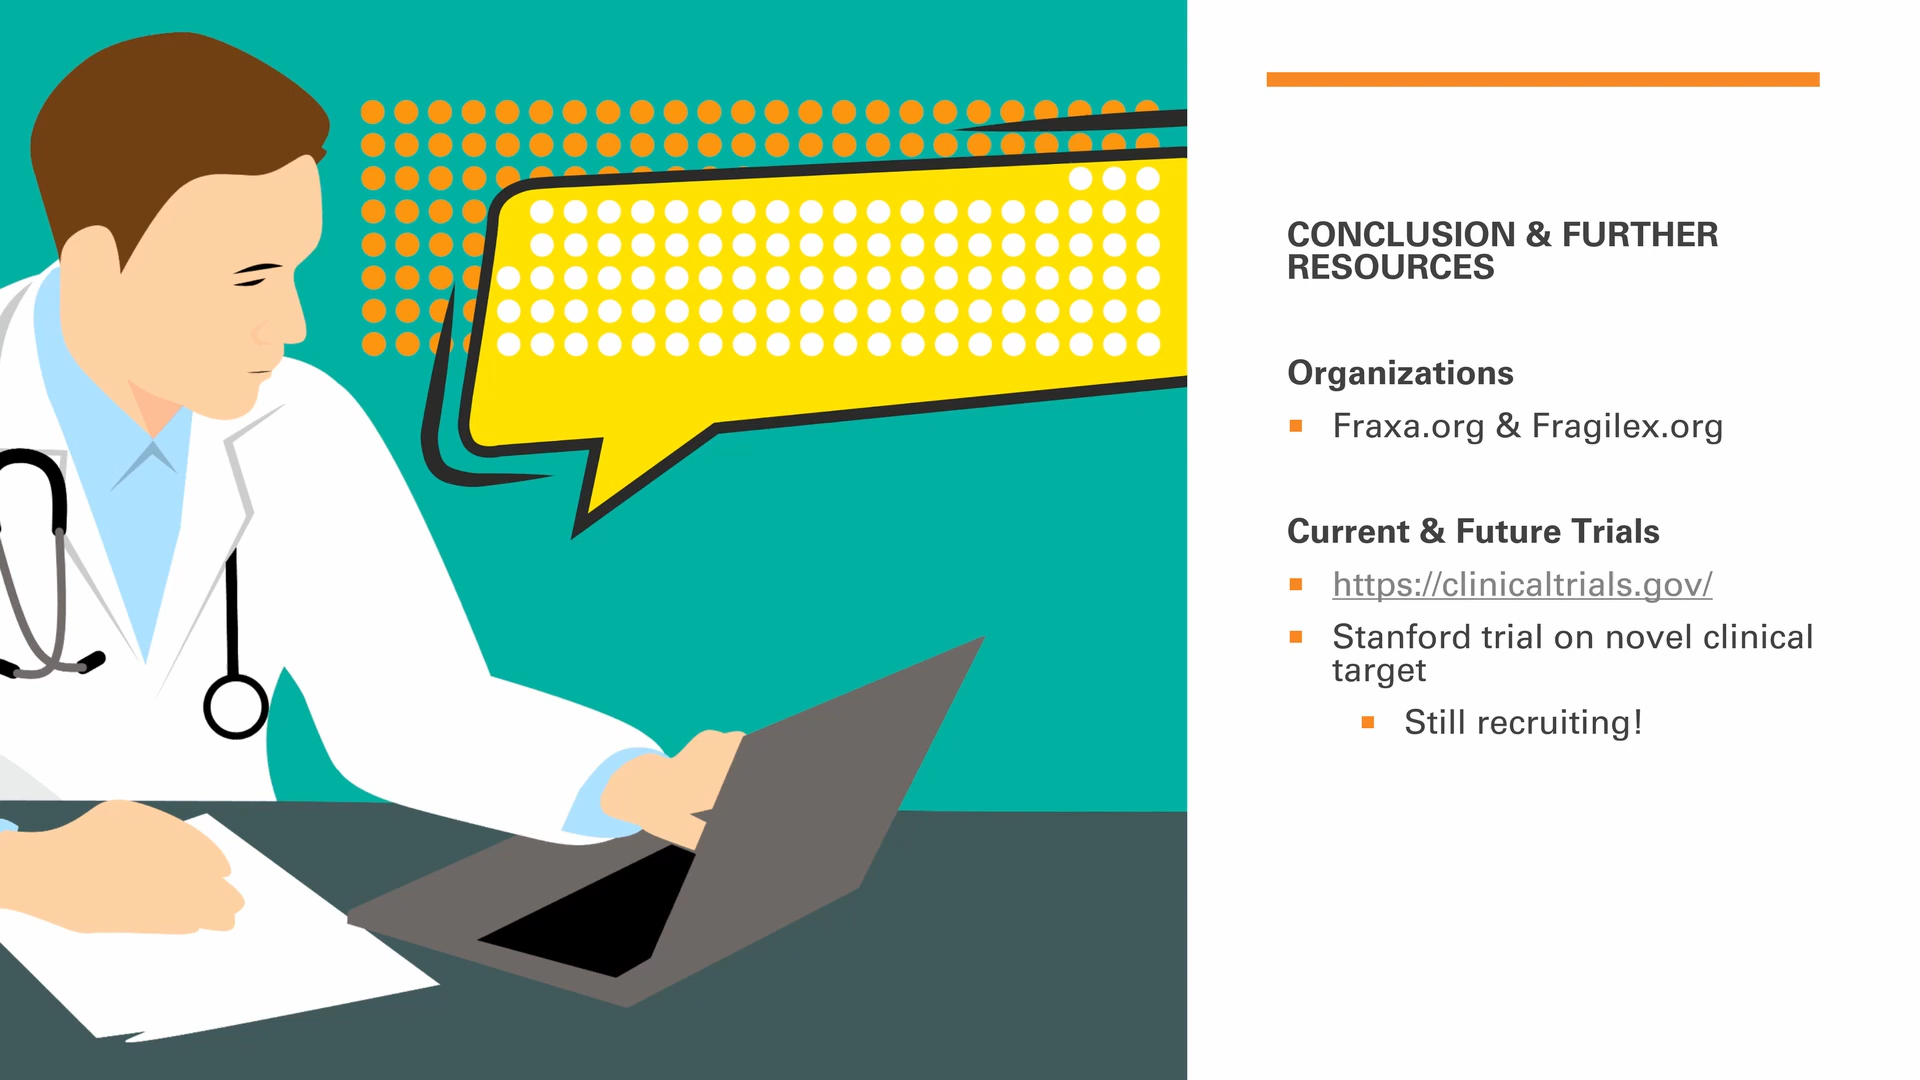 CONCLUSION & FURTHER
RESOURCES
Organizations
Fraxa.org & Fragilex.org
Current & Future Trials
https://clinicaltrials.gov/
Stanford trial on novel clinical
target
Still recruiting!